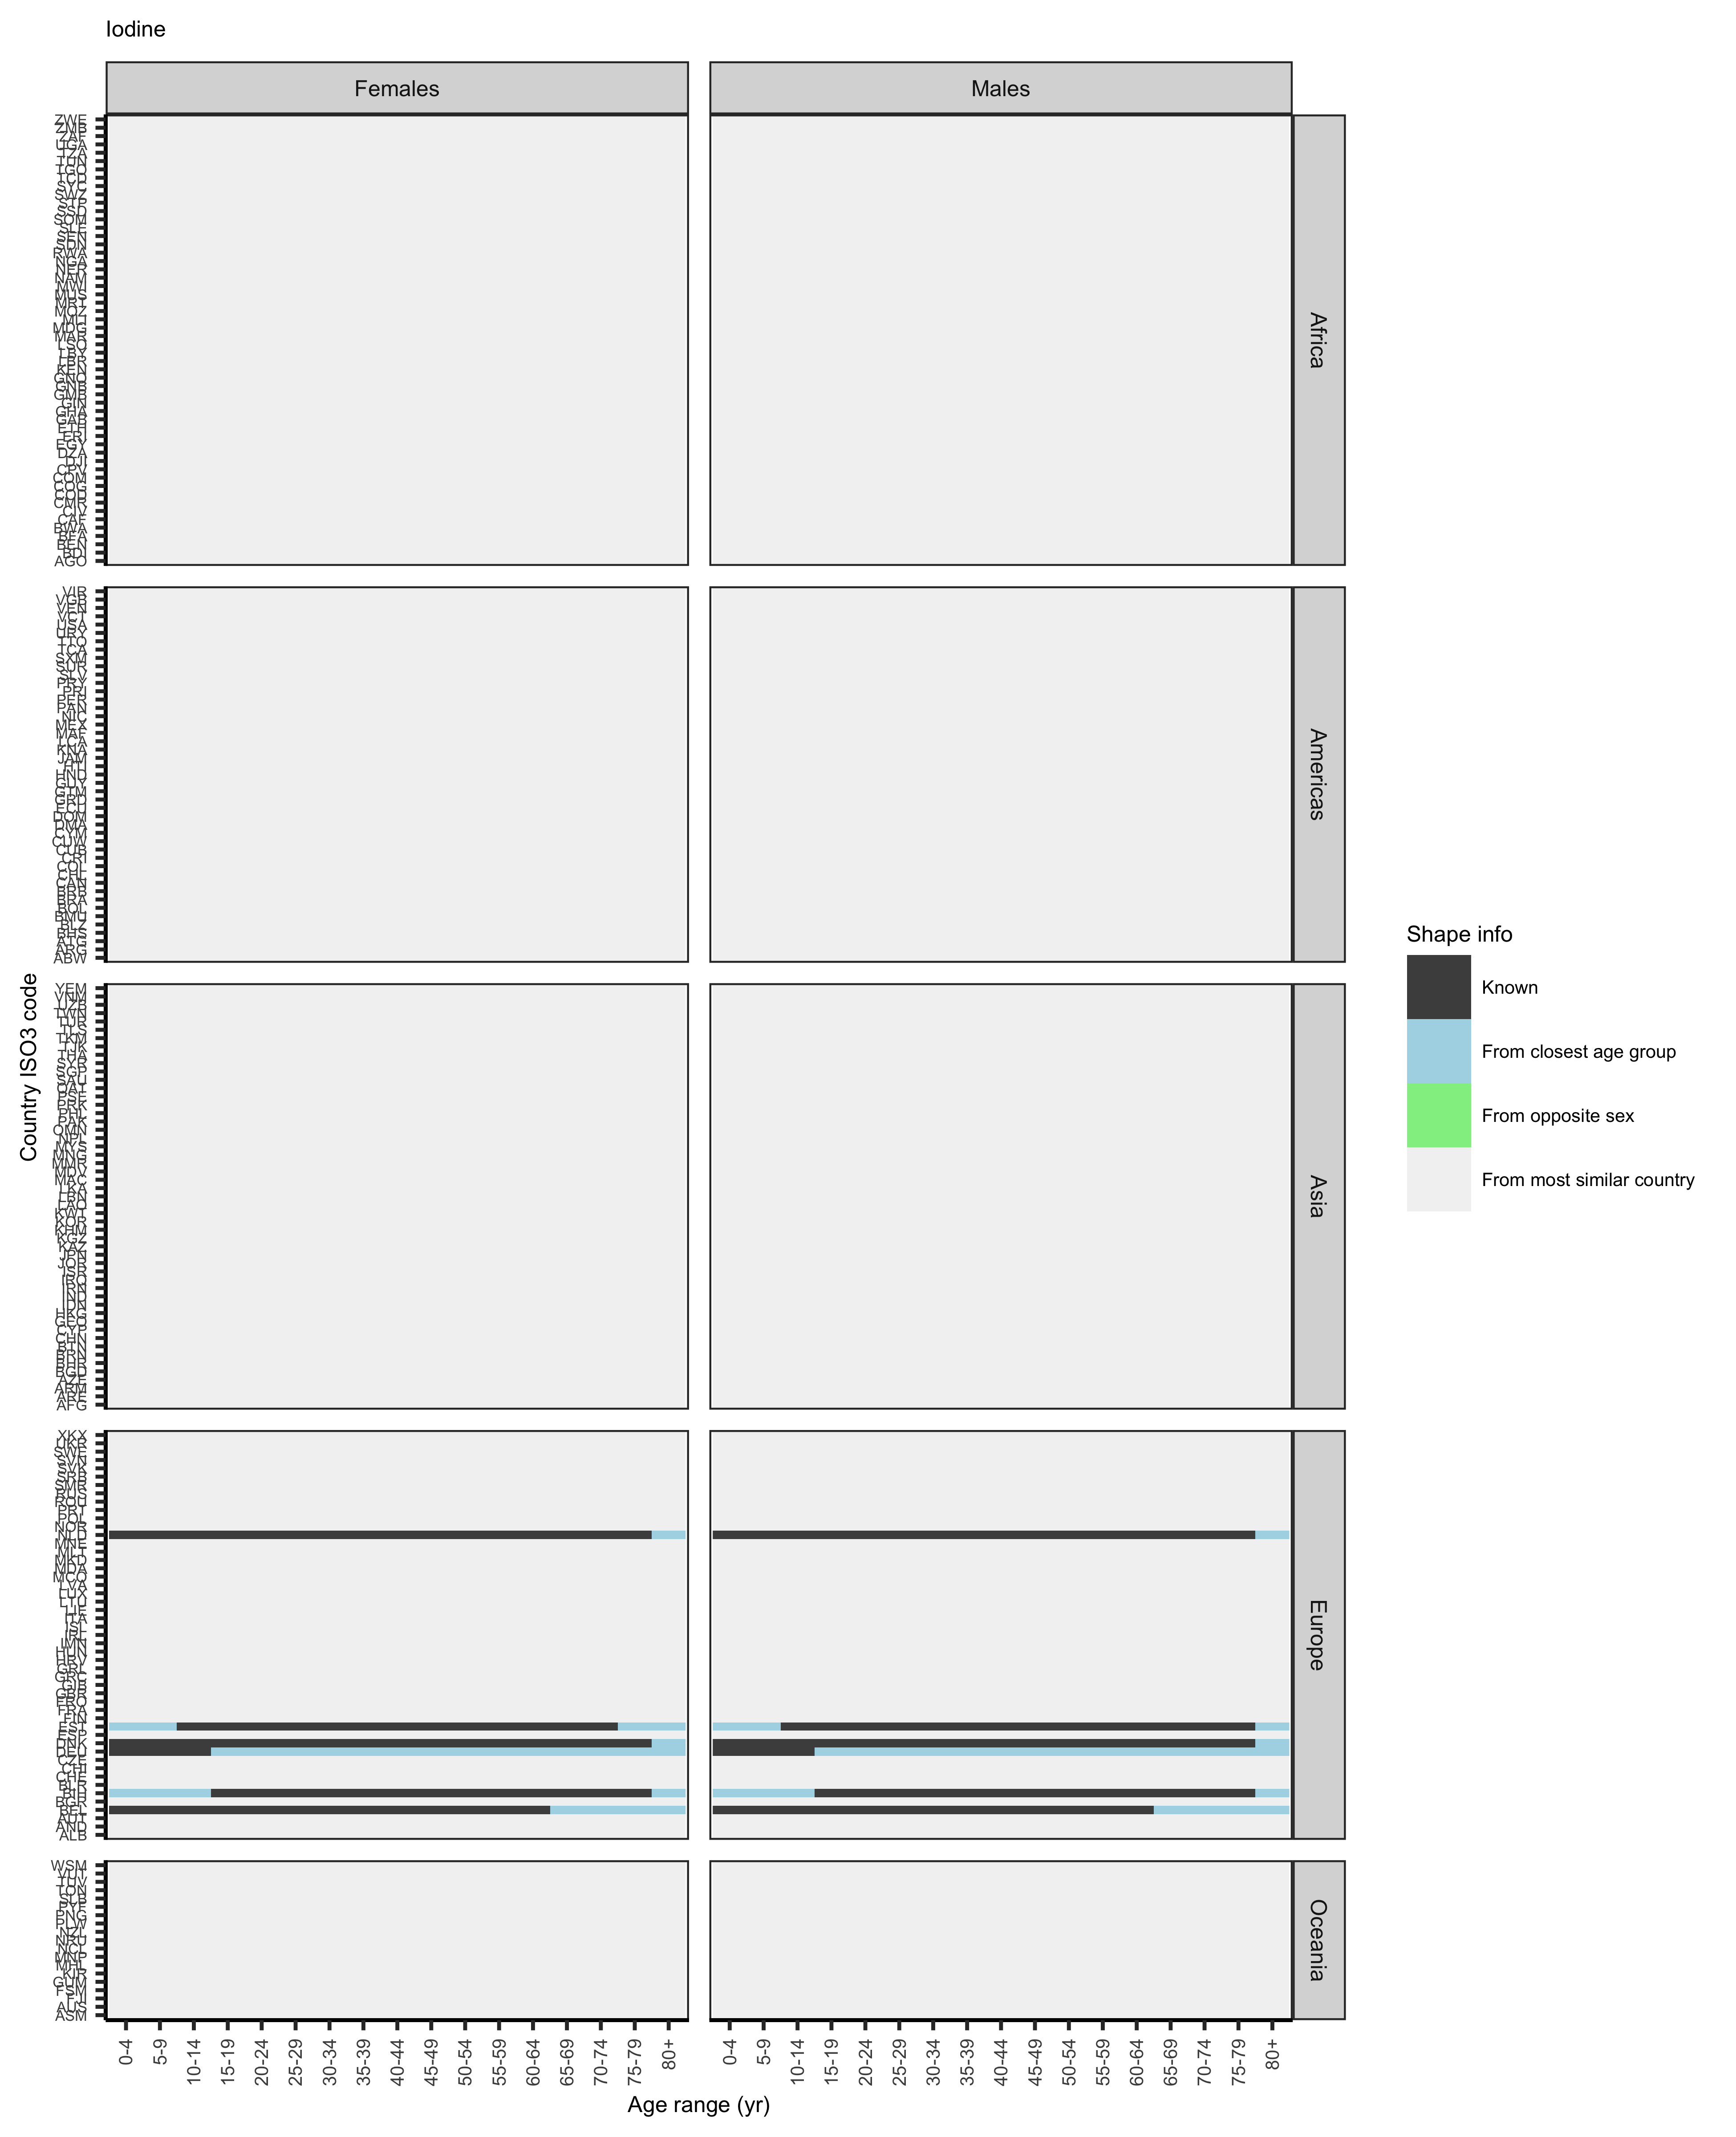 Iodine
Females
Males
ZWE
ZMB
ZAF
UGA
TZA
TUN
TGO
TCD
SYC
SWZ
STP
SSD
SOM
SLE
SEN
SDN
RWA
NGA
NER
NAM
MWI
MUS
MRT
MOZ
MLI
MDG
MAR
LSO
LBY
LBR
KEN
GNQ
GNB
GMB
GIN
GHA
GAB
ETH
ERI
EGY
DZA
DJI
CPV
COM
COG
COD
CMR
CIV
CAF
BWA
BFA
BEN
BDI
AGO
Africa
VIR
VGB
VEN
VCT
USA
URY
TTO
TCA
SXM
SUR
SLV
PRY
PRI
PER
PAN
NIC
MEX
MAF
LCA
KNA
JAM
HTI
HND
GUY
GTM
GRD
ECU
DOM
DMA
CYM
CUW
CUB
CRI
COL
CHL
CAN
BRB
BRA
BOL
BMU
BLZ
BHS
ATG
ARG
ABW
Americas
YEM
VNM
UZB
TWN
TUR
TLS
TKM
TJK
THA
SYR
SGP
SAU
QAT
PSE
PRK
PHL
PAK
OMN
NPL
MYS
MNG
MMR
MDV
MAC
LKA
LBN
LAO
KWT
KOR
KHM
KGZ
KAZ
JPN
JOR
ISR
IRQ
IRN
IND
IDN
HKG
GEO
CYP
CHN
BTN
BRN
BHR
BGD
AZE
ARM
ARE
AFG
Asia
XKX
UKR
SWE
SVN
SVK
SRB
SMR
RUS
ROU
PRT
POL
NOR
NLD
MNE
MLT
MKD
MDA
MCO
LVA
LUX
LTU
LIE
ITA
ISL
IRL
IMN
HUN
HRV
GRL
GRC
GIB
GBR
FRO
FRA
FIN
EST
ESP
DNK
DEU
CZE
CHI
CHE
BLR
BIH
BGR
BEL
AUT
AND
ALB
Europe
WSM
VUT
TUV
TON
SLB
PYF
PNG
PLW
NZL
NRU
NCL
MNP
MHL
KIR
GUM
FSM
FJI
AUS
ASM
Oceania
Country ISO3 code
0-4
5-9
10-14
15-19
20-24
25-29
30-34
35-39
40-44
45-49
50-54
55-59
60-64
65-69
70-74
75-79
80+
0-4
5-9
10-14
15-19
20-24
25-29
30-34
35-39
40-44
45-49
50-54
55-59
60-64
65-69
70-74
75-79
80+
Age range (yr)
Shape info
Known
From closest age group
From opposite sex
From most similar country